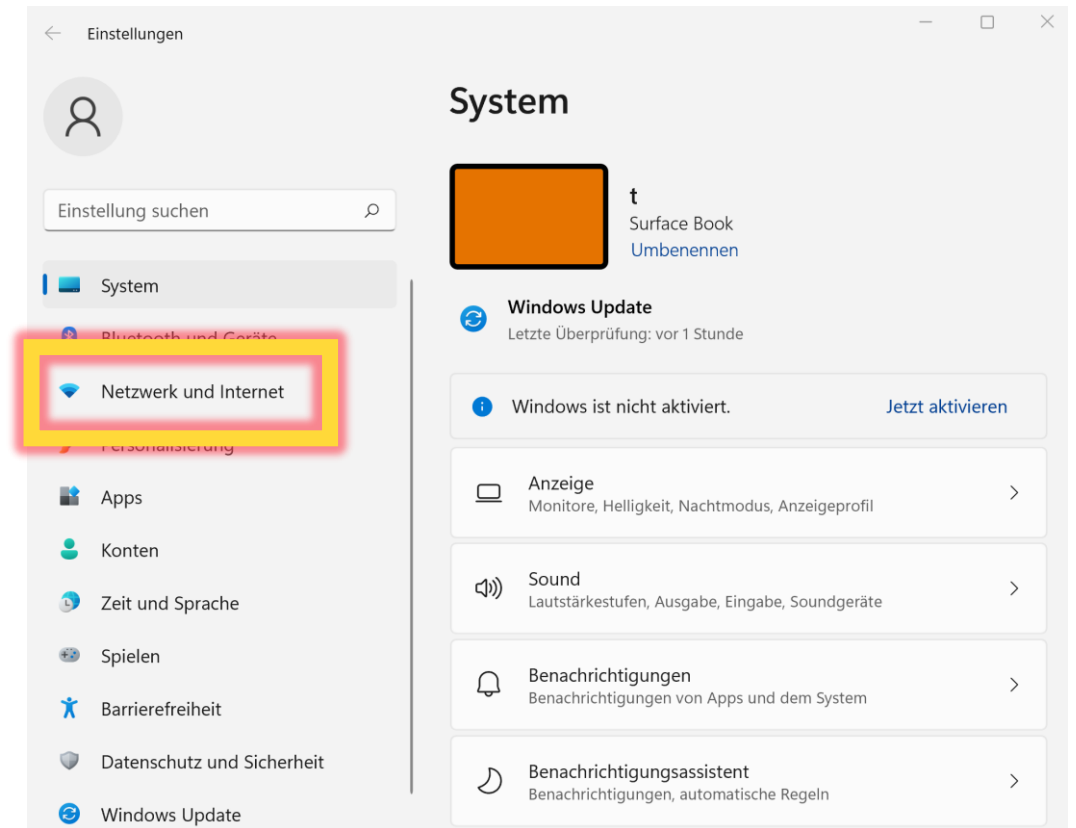 Einstellungen
System
Einstellung suchen
t
Surface Book
Umbenennen
System
Bluetooth und Geräte
Netzwerk und Internet
Personalisierung
Apps
Konten
Zeit und Sprache
Spielen
Barrierefreiheit
Datenschutz und Sicherheit
Windows Update
Windows Update
Letzte Überprüfung: vor 1 Stunde
Windows ist nicht aktiviert.
Jetzt aktivieren
Anzeige
Monitore, Helligkeit, Nachtmodus, Anzeigeprofil
Sound
Lautstärkestufen, Ausgabe, Eingabe, Soundgeräte
Benachrichtigungen
Benachrichtigungen von Apps und dem System
Benachrichtigungsassistent
Benachrichtigungen, automatische Regeln